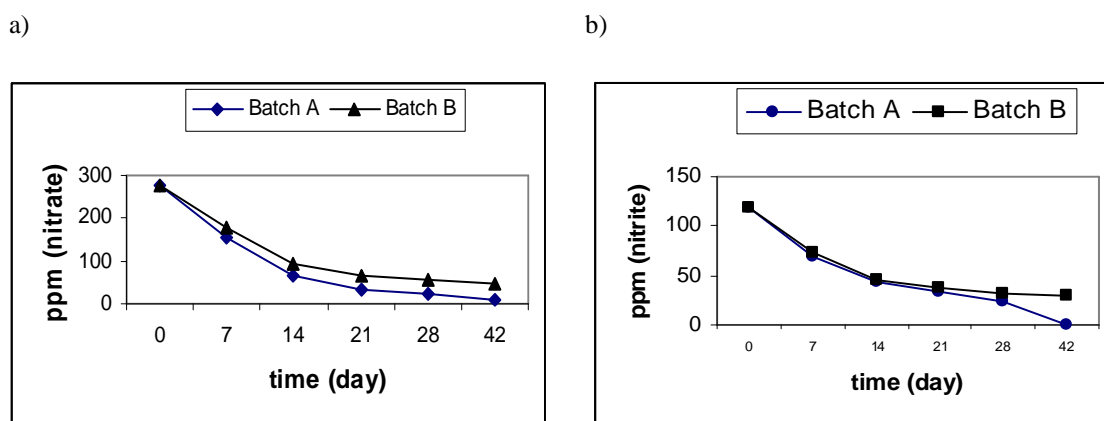 a)
Batch A Batch B
ppm (nitrate)
300
200
100
0
0 7 14 21 28 42
time (day)
b)
Batch A Batch B
ppm (nitrite)
150
100
50
0
0 7 14 21 28 42
time (day)